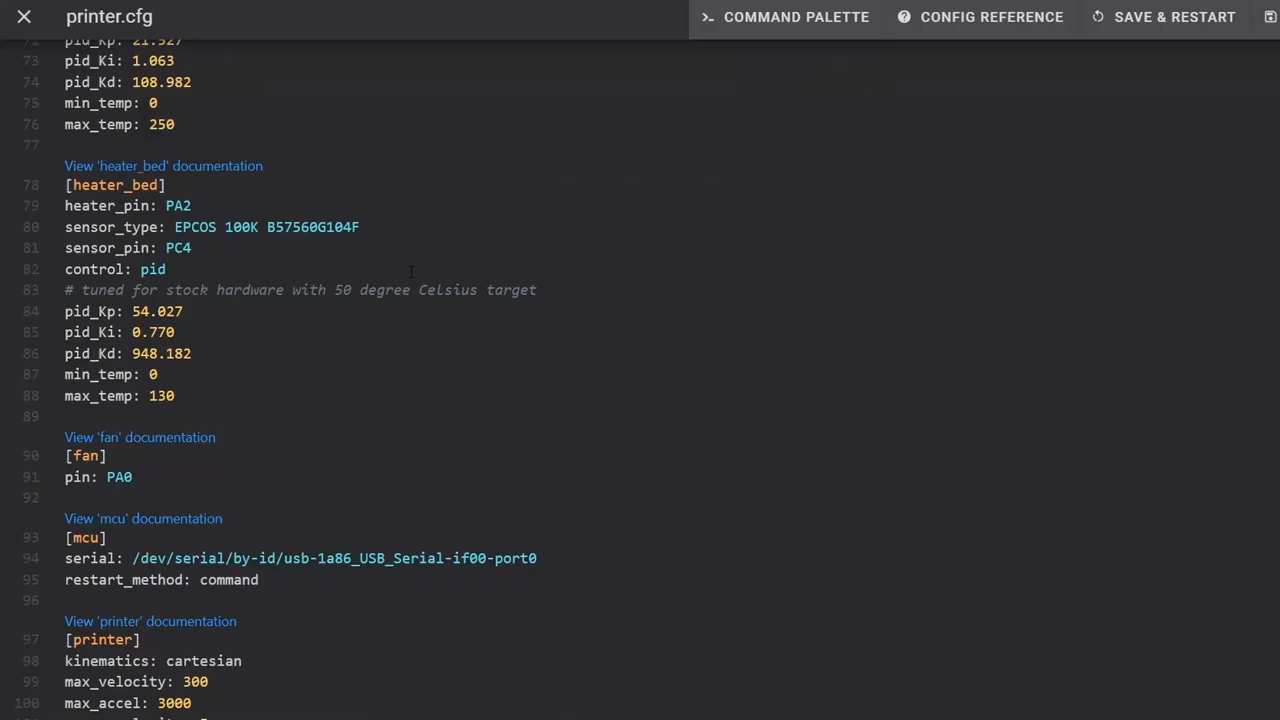 printer.cfg
COMMAND PALETTE
CONFIG REFERENCE
SAVE & RESTART
72 pid_Kp: 21.527
73 pid_Ki: 1.063
74 pid_Kd: 108.982
75 min_temp: 0
76 max_temp: 250
77
View 'heater_bed' documentation
78 [heater_bed]
79 heater_pin: PA2
80 sensor_type: EPCOS 100K B57560G104F
81 sensor_pin: PC4
82 control: pid
83 # tuned for stock hardware with 50 degree Celsius target
84 pid_Kp: 54.027
85 pid_Ki: 0.770
86 pid_Kd: 948.182
87 min_temp: 0
88 max_temp: 130
89
View 'fan' documentation
90 [fan]
91 pin: PA0
92
View 'mcu' documentation
93 [mcu]
94 serial: /dev/serial/by-id/usb-1a86_USB_Serial-if00-port0
95 restart_method: command
96
View 'printer' documentation
97 [printer]
98 kinematics: cartesian
99 max_velocity: 300
100 max_accel: 3000